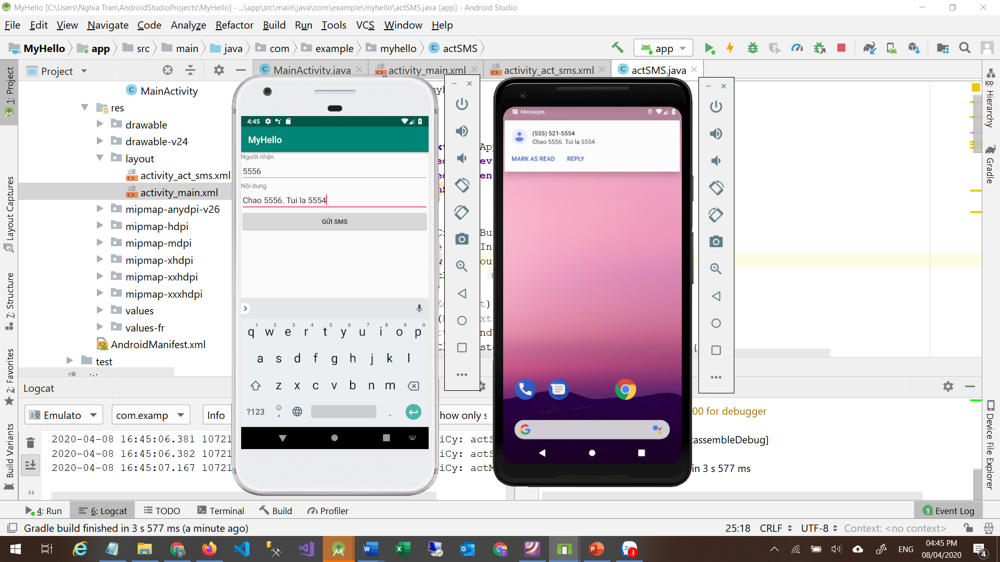 MyHello [C:\Users\Nghia Tran\AndroidStudioProjects\MyHello] - ...\app\src\main\java\com\example\myhello\actSMS.java [app] - Android Studio
File Edit View Navigate Code Analyze Refactor Build Run Tools VCS Window Help
MyHello app src main java com example myhello actSMS
app
Project
MainActivity.java
activity_main.xml
activity_act_sms.xml
actSMS.java
1: Project
Layout Captures
7: Structure
2: Favorites
Build Variants
MainActivity
res
drawable
drawable-v24
layout
activity_act_sms.xml
activity_main.xml
mipmap-anydpi-v26
mipmap-hdpi
mipmap-mdpi
mipmap-xhdpi
mipmap-xxhdpi
mipmap-xxxhdpi
values
values-fr
AndroidManifest.xml
test
4:45
MyHello
Người nhận
5556
Nội dung
Chao 5556. Tui la 5554
GỬI SMS
q1 w2 e3 r4 t5 y6 u7 i8 o9 p0
a s d f g h j k l
z x c v b n m
?123 , .
Messages
(555) 521-5554
Chao 5556. Tui la 5554
MARK AS READ REPLY
8: Hierarchy
Gradle
Device File Explorer
Logcat
Emulato
com.examp
Info
how only s
00 for debugger
2020-04-08 16:45:06.381 10721
iCy: actS
:assembleDebug]
2020-04-08 16:45:06.382 10721
iCy: actS
2020-04-08 16:45:07.167 10721
iCy: actM
in 3 s 577 ms
4: Run 6: Logcat TODO Terminal Build Profiler
1 Event Log
Gradle build finished in 3 s 577 ms (a minute ago)
25:18 CRLF UTF-8 Context: <no context>
ENG
04:45 PM
08/04/2020
3
4